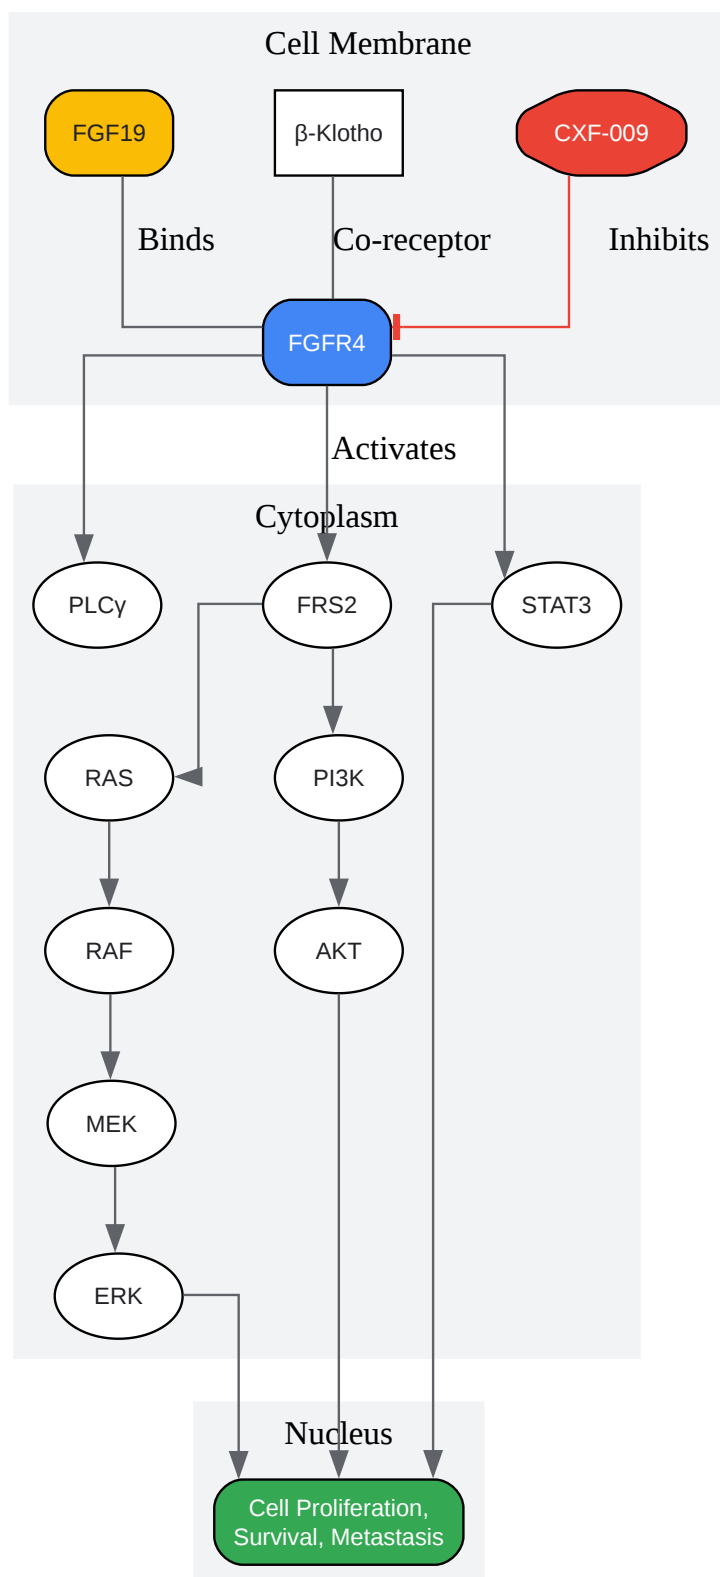 Cell Membrane
FGF19
β-Klotho
CXF-009
Binds
Co-receptor
Inhibits
FGFR4
Activates
Cytoplasm
PLCγ
FRS2
STAT3
RAS
PI3K
RAF
AKT
MEK
ERK
Nucleus
Cell Proliferation,
Survival, Metastasis